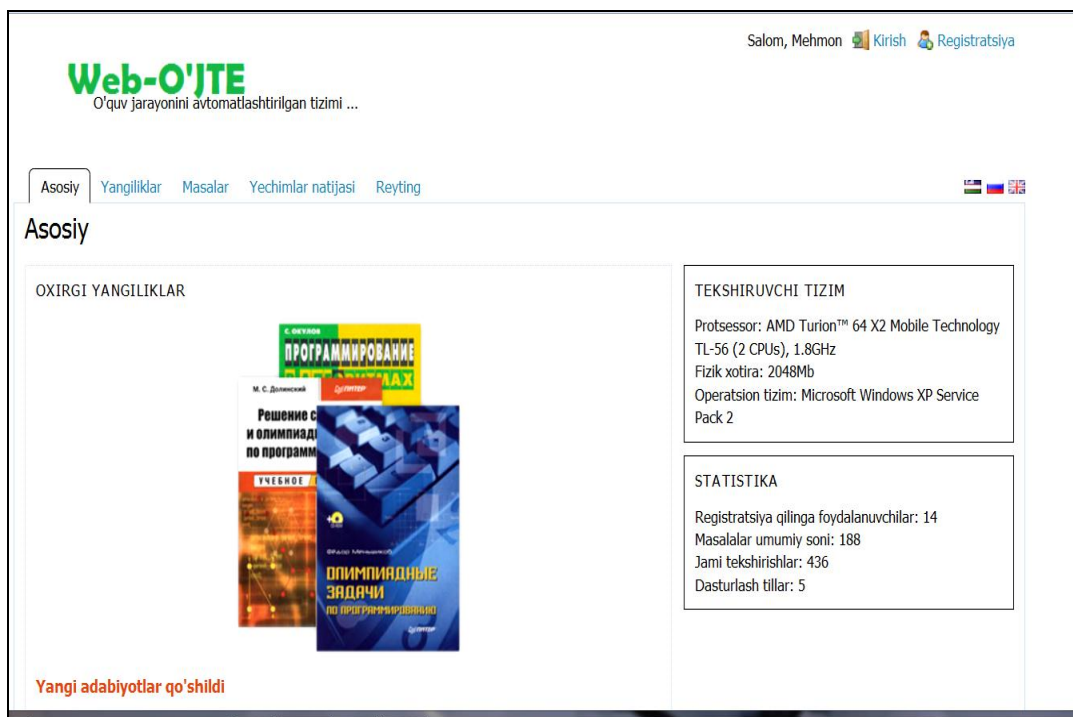 Salom, Mehmon Kirish Registratsiya
Web-O'JTE
O'quv jarayonini avtomatlashtirilgan tizimi ...
Asosiy Yangiliklar Masalar Yechimlar natijasi Reyting
Asosiy
OXIRGI YANGILIKLAR
С. ОКУЛОВ
ПРОГРАММИРОВАНИЕ
М. С. Долинский
ПИТЕР
Решение
и олимпиад
по програм
УЧЕБНОЕ
Фёдор Меньшиков
ОЛИМПИАДНЫЕ
ЗАДАЧИ
ПО ПРОГРАММИРОВАНИЮ
ПИТЕР
Yangi adabiyotlar qo'shildi
TEKSHIRUVCHI TIZIM
Protsessor: AMD Turion™ 64 X2 Mobile Technology
TL-56 (2 CPUs), 1.8GHz
Fizik xotira: 2048Mb
Operatsion tizim: Microsoft Windows XP Service
Pack 2
STATISTIKA
Registratsiya qilinga foydalanuvchilar: 14
Masalalar umumiy soni: 188
Jami tekshirishlar: 436
Dasturlash tillar: 5